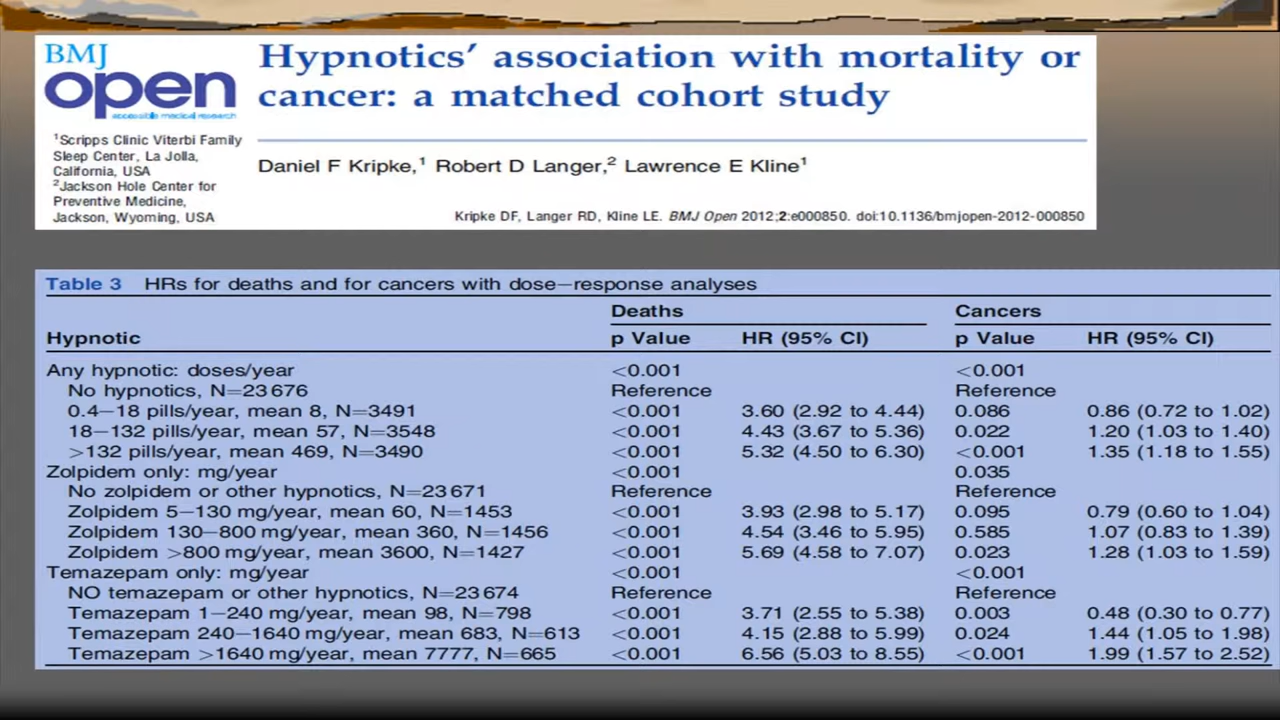 BMJ
open
accessible medical research
Hypnotics' association with mortality or
cancer: a matched cohort study
¹Scripps Clinic Viterbi Family
Sleep Center, La Jolla,
California, USA
²Jackson Hole Center for
Preventive Medicine,
Jackson, Wyoming, USA
Daniel F Kripke,¹ Robert D Langer,² Lawrence E Kline¹
Kripke DF, Langer RD, Kline LE. BMJ Open 2012;2:e000850. doi:10.1136/bmjopen-2012-000850
Table 3 HRs for deaths and for cancers with dose–response analyses
Deaths Cancers
Hypnotic p Value HR (95% CI) p Value HR (95% CI)
Any hypnotic: doses/year <0.001 <0.001
No hypnotics, N=23 676 Reference Reference
0.4–18 pills/year, mean 8, N=3491 <0.001 3.60 (2.92 to 4.44) 0.086 0.86 (0.72 to 1.02)
18–132 pills/year, mean 57, N=3548 <0.001 4.43 (3.67 to 5.36) 0.022 1.20 (1.03 to 1.40)
>132 pills/year, mean 469, N=3490 <0.001 5.32 (4.50 to 6.30) <0.001 1.35 (1.18 to 1.55)
Zolpidem only: mg/year <0.001 0.035
No zolpidem or other hypnotics, N=23 671 Reference Reference
Zolpidem 5–130 mg/year, mean 60, N=1453 <0.001 3.93 (2.98 to 5.17) 0.095 0.79 (0.60 to 1.04)
Zolpidem 130–800 mg/year, mean 360, N=1456 <0.001 4.54 (3.46 to 5.95) 0.585 1.07 (0.83 to 1.39)
Zolpidem >800 mg/year, mean 3600, N=1427 <0.001 5.69 (4.58 to 7.07) 0.023 1.28 (1.03 to 1.59)
Temazepam only: mg/year <0.001 <0.001
NO temazepam or other hypnotics, N=23 674 Reference Reference
Temazepam 1–240 mg/year, mean 98, N=798 <0.001 3.71 (2.55 to 5.38) 0.003 0.48 (0.30 to 0.77)
Temazepam 240–1640 mg/year, mean 683, N=613 <0.001 4.15 (2.88 to 5.99) 0.024 1.44 (1.05 to 1.98)
Temazepam >1640 mg/year, mean 7777, N=665 <0.001 6.56 (5.03 to 8.55) <0.001 1.99 (1.57 to 2.52)